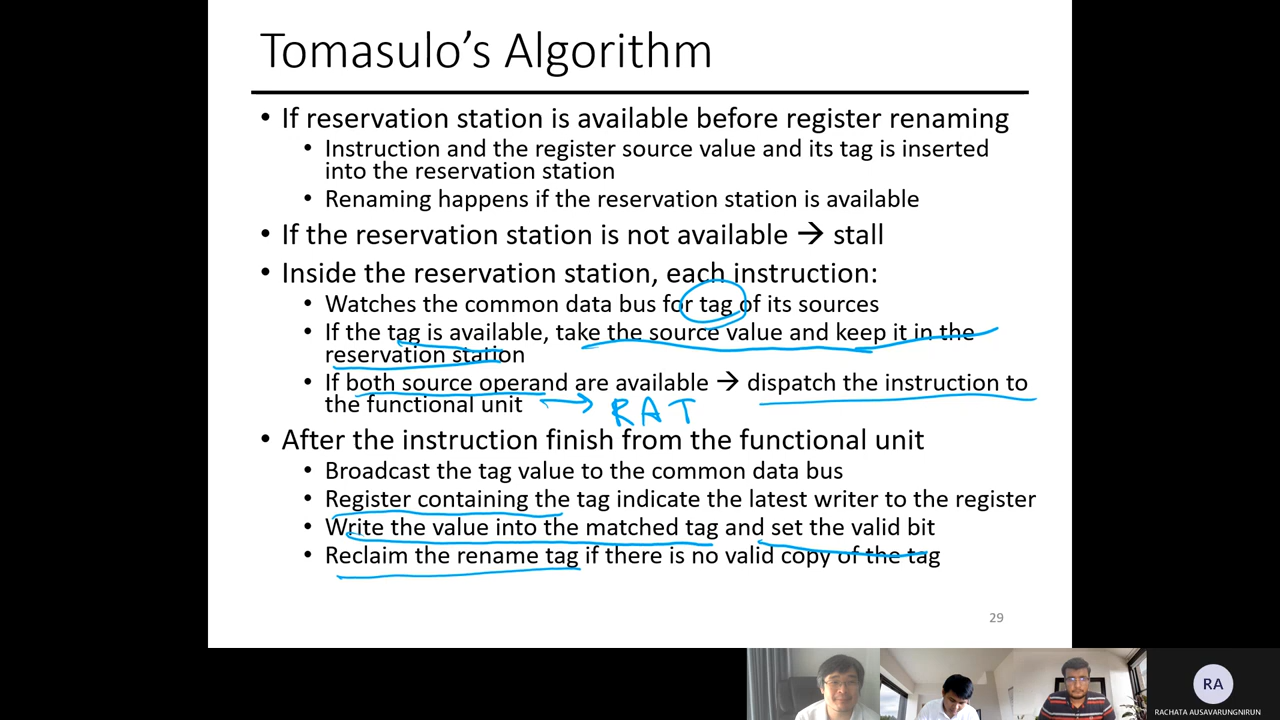 Tomasulo's Algorithm
• If reservation station is available before register renaming
• Instruction and the register source value and its tag is inserted
into the reservation station
• Renaming happens if the reservation station is available
• If the reservation station is not available → stall
• Inside the reservation station, each instruction:
• Watches the common data bus for tag of its sources
• If the tag is available, take the source value and keep it in the
reservation station
• If both source operand are available → dispatch the instruction to
the functional unit → RAT
• After the instruction finish from the functional unit
• Broadcast the tag value to the common data bus
• Register containing the tag indicate the latest writer to the register
• Write the value into the matched tag and set the valid bit
• Reclaim the rename tag if there is no valid copy of the tag
29
RA
RACHATA AUSAVARUNGNIRUN